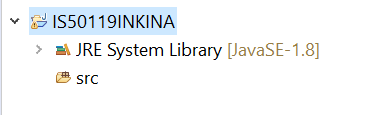 IS50119INKINA
JRE System Library [JavaSE-1.8]
src